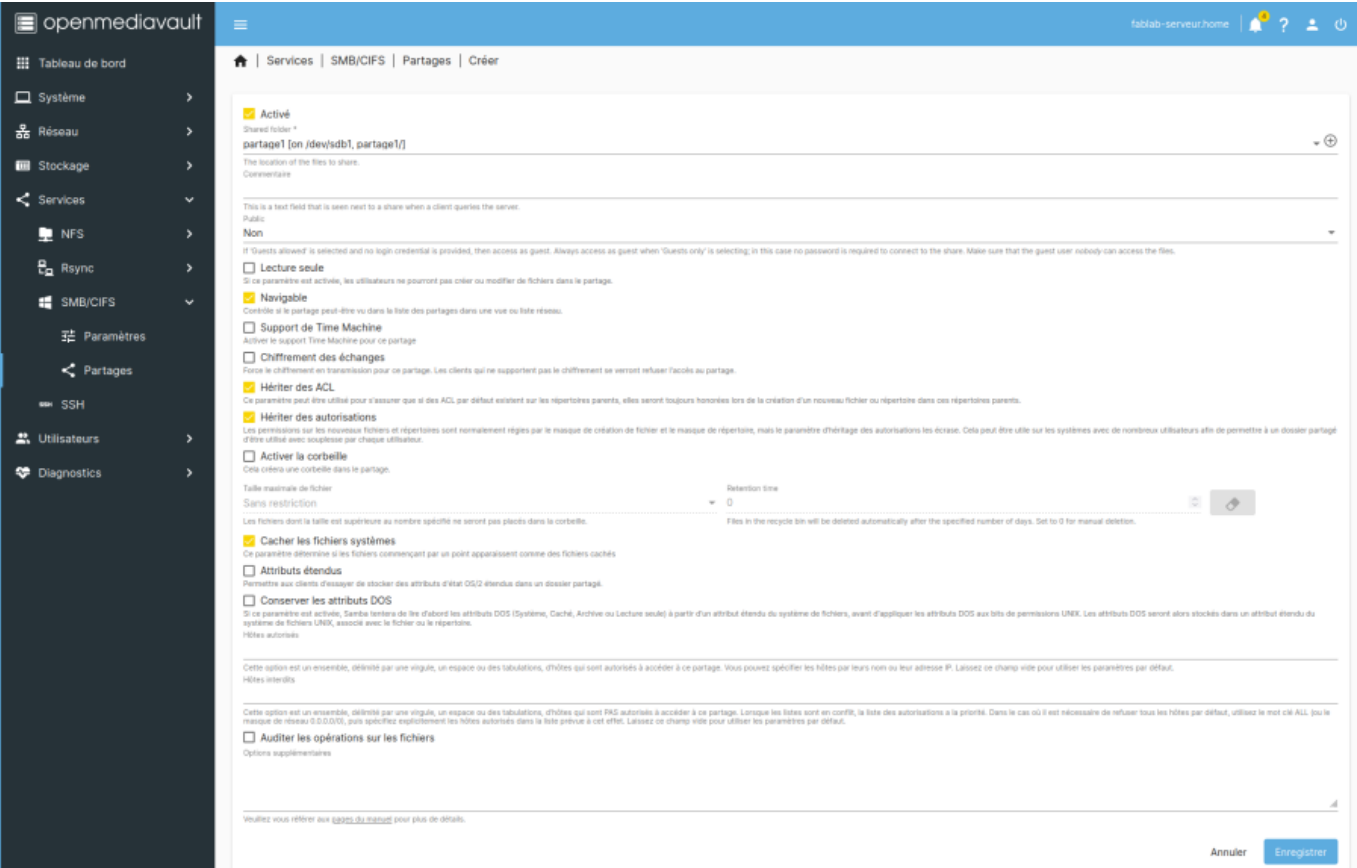 openmediavault
fablab-serveur.home
4
Tableau de bord
Système
Réseau
Stockage
Services
NFS
Rsync
SMB/CIFS
Paramètres
Partages
SSH
SSH
Utilisateurs
Diagnostics
| Services | SMB/CIFS | Partages | Créer
Activé
Shared folder *
partage1 [on /dev/sdb1, partage1/]
The location of the files to share.
Commentaire
This is a text field that is seen next to a share when a client queries the server.
Public
Non
If 'Guests allowed' is selected and no login credential is provided, then access as guest. Always access as guest when 'Guests only' is selecting; in this case no password is required to connect to the share. Make sure that the guest user nobody can access the files.
Lecture seule
Si ce paramètre est activée, les utilisateurs ne pourront pas créer ou modifier de fichiers dans le partage.
Navigable
Contrôle si le partage peut-être vu dans la liste des partages dans une vue ou liste réseau.
Support de Time Machine
Activer le support Time Machine pour ce partage
Chiffrement des échanges
Force le chiffrement en transmission pour ce partage. Les clients qui ne supportent pas le chiffrement se verront refuser l'accès au partage.
Hériter des ACL
Ce paramètre peut être utilisé pour s'assurer que si des ACL par défaut existent sur les répertoires parents, elles seront toujours honorées lors de la création d'un nouveau fichier ou répertoire dans ces répertoires parents.
Hériter des autorisations
Les permissions sur les nouveaux fichiers et répertoires sont normalement régies par le masque de création de fichier et le masque de répertoire, mais le paramètre d'héritage des autorisations les écrase. Cela peut être utile sur les systèmes avec de nombreux utilisateurs afin de permettre à un dossier partagé
d'être utilisé avec souplesse par chaque utilisateur.
Activer la corbeille
Cela créera une corbeille dans le partage.
Taille maximale de fichier
Sans restriction
Les fichiers dont la taille est supérieure au nombre spécifié ne seront pas placés dans la corbeille.
Retention time
0
Files in the recycle bin will be deleted automatically after the specified number of days. Set to 0 for manual deletion.
Cacher les fichiers systèmes
Ce paramètre détermine si les fichiers commençant par un point apparaissent comme des fichiers cachés
Attributs étendus
Permettre aux clients d'essayer de stocker des attributs d'état OS/2 étendus dans un dossier partagé.
Conserver les attributs DOS
Si ce paramètre est activée, Samba tentera de lire d'abord les attributs DOS (Système, Caché, Archive ou Lecture seule) à partir d'un attribut étendu du système de fichiers, avant d'appliquer les attributs DOS aux bits de permissions UNIX. Les attributs DOS seront alors stockés dans un attribut étendu du
système de fichiers UNIX, associé avec le fichier ou le répertoire.
Hôtes autorisés
Cette option est un ensemble, délimité par une virgule, un espace ou des tabulations, d'hôtes qui sont autorisés à accéder à ce partage. Vous pouvez spécifier les hôtes par leurs nom ou leur adresse IP. Laissez ce champ vide pour utiliser les paramètres par défaut.
Hôtes interdits
Cette option est un ensemble, délimité par une virgule, un espace ou des tabulations, d'hôtes qui sont PAS autorisés à accéder à ce partage. Lorsque les listes sont en conflit, la liste des autorisations a la priorité. Dans le cas où il est nécessaire de refuser tous les hôtes par défaut, utilisez le mot clé ALL (ou le
masque de réseau 0.0.0.0/0), puis spécifiez explicitement les hôtes autorisés dans la liste prévue à cet effet. Laissez ce champ vide pour utiliser les paramètres par défaut.
Auditer les opérations sur les fichiers
Options supplémentaires
Veuillez vous référer aux pages du manuel pour plus de détails.
Annuler
Enregistrer